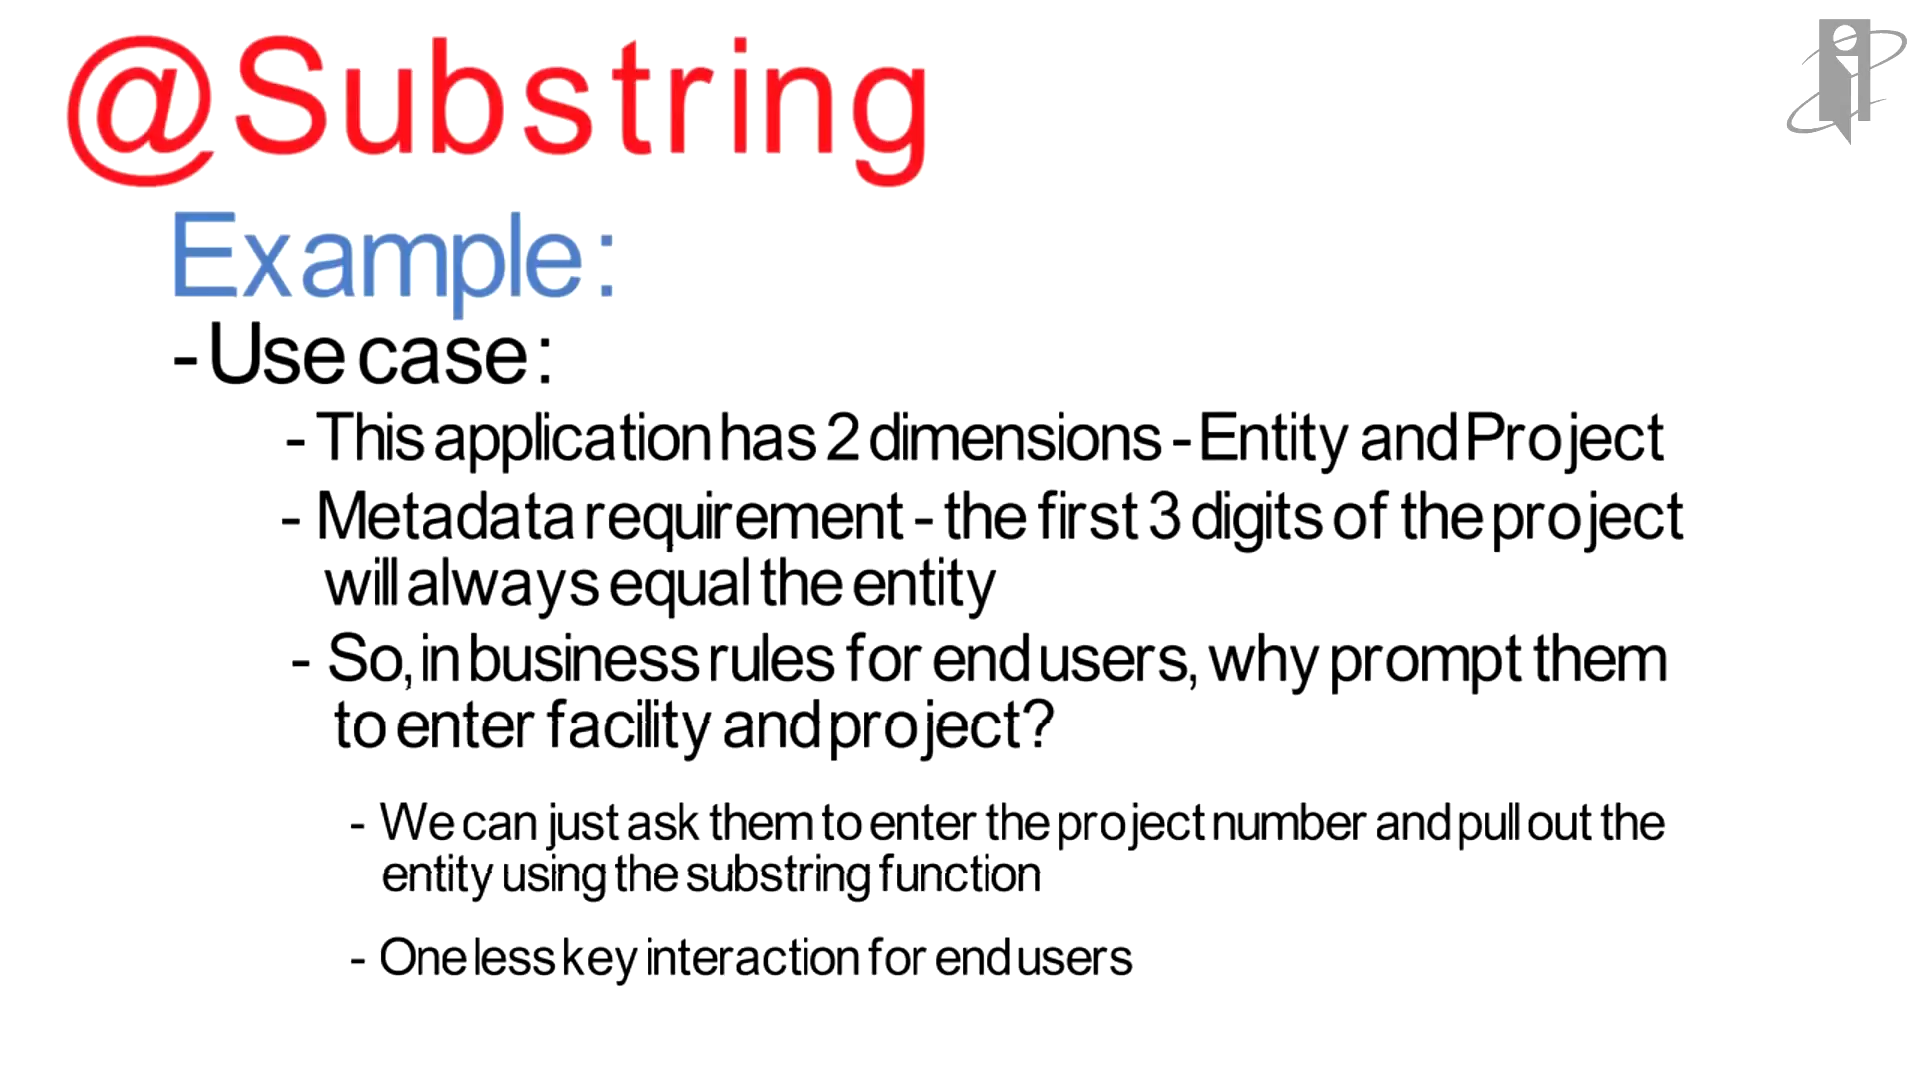 @Substring
Example:
- Use case:
- This application has 2 dimensions - Entity and Project
- Metadata requirement - the first 3 digits of the project
will always equal the entity
- So, in business rules for end users, why prompt them
to enter facility and project?
- We can just ask them to enter the project number and pull out the
entity using the substring function
- One less key interaction for end users